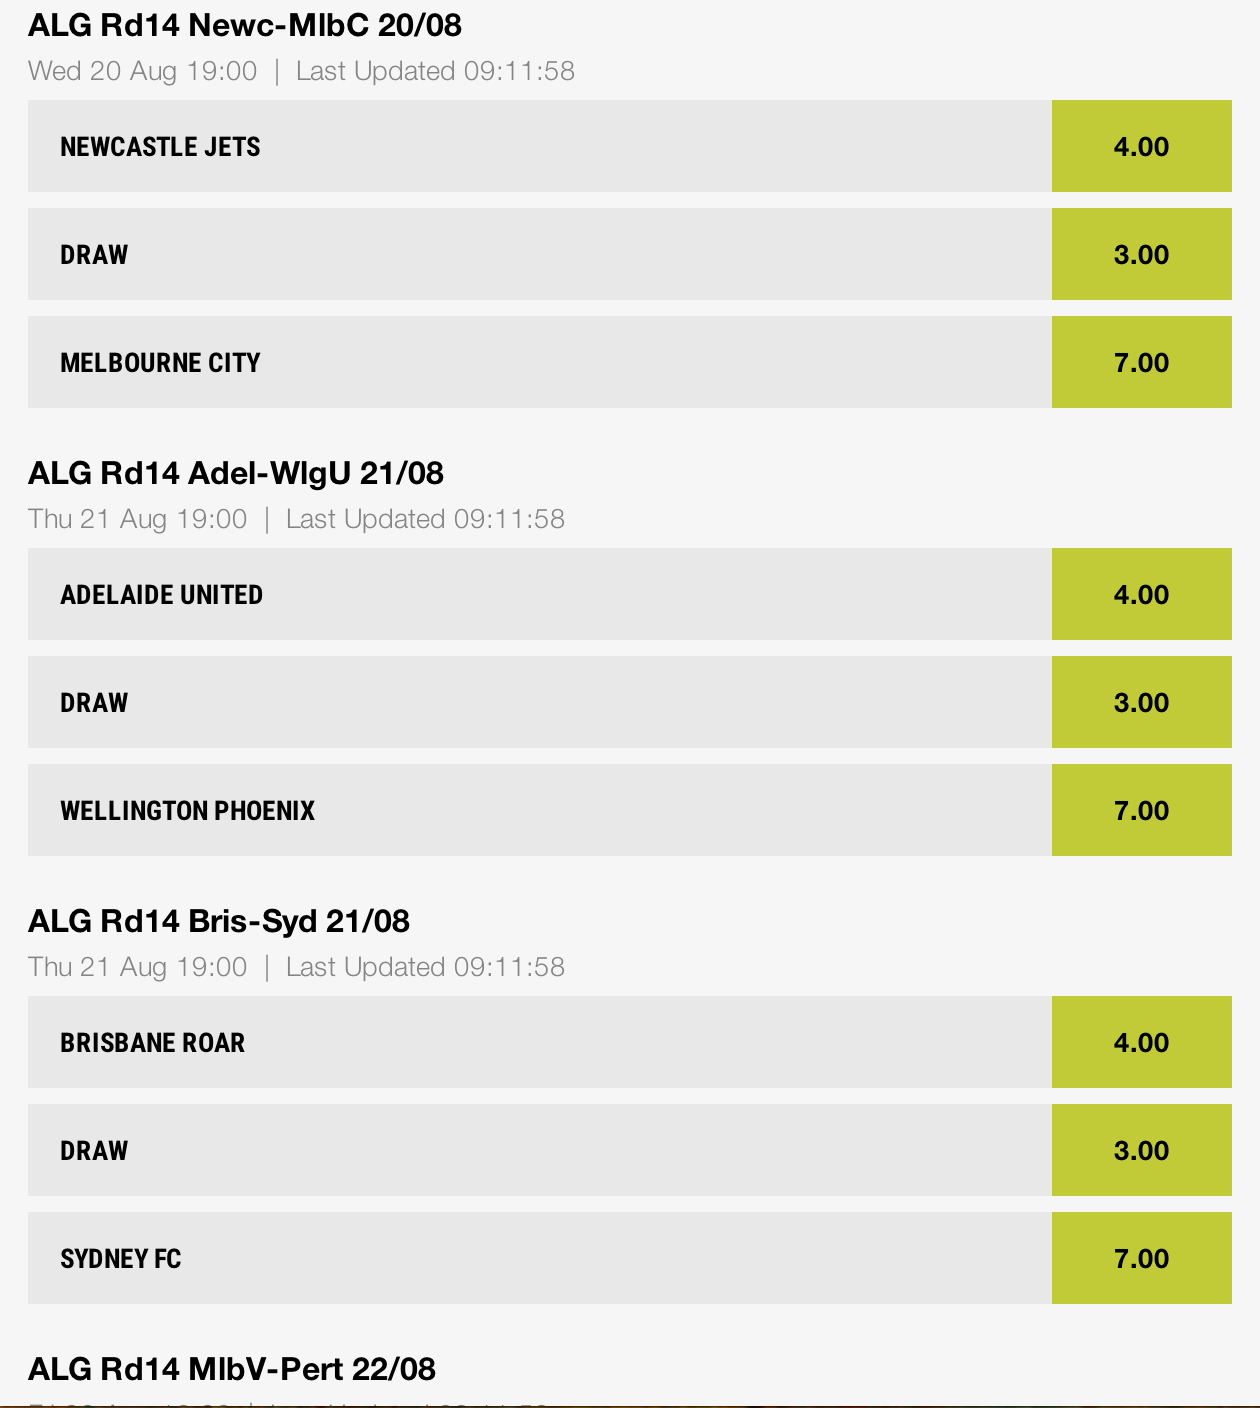 ALG Rd14 Newc-MlbC 20/08
Wed 20 Aug 19:00 | Last Updated 09:11:58
NEWCASTLE JETS 4.00
DRAW 3.00
MELBOURNE CITY 7.00
ALG Rd14 Adel-WlgU 21/08
Thu 21 Aug 19:00 | Last Updated 09:11:58
ADELAIDE UNITED 4.00
DRAW 3.00
WELLINGTON PHOENIX 7.00
ALG Rd14 Bris-Syd 21/08
Thu 21 Aug 19:00 | Last Updated 09:11:58
BRISBANE ROAR 4.00
DRAW 3.00
SYDNEY FC 7.00
ALG Rd14 MlbV-Pert 22/08